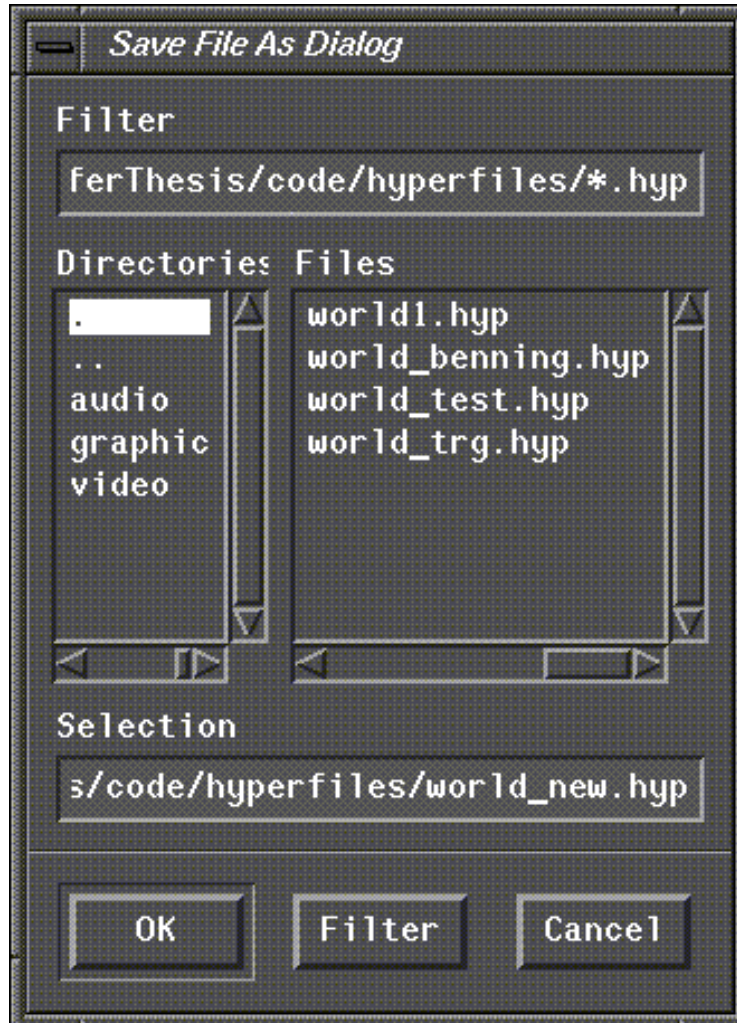 Save File As Dialog
Filter
ferThesis/code/hyperfiles/*.hyp
Directories Files
. world1.hyp
.. world_benning.hyp
audio world_test.hyp
graphic world_trg.hyp
video
Selection
s/code/hyperfiles/world_new.hyp
OK Filter Cancel